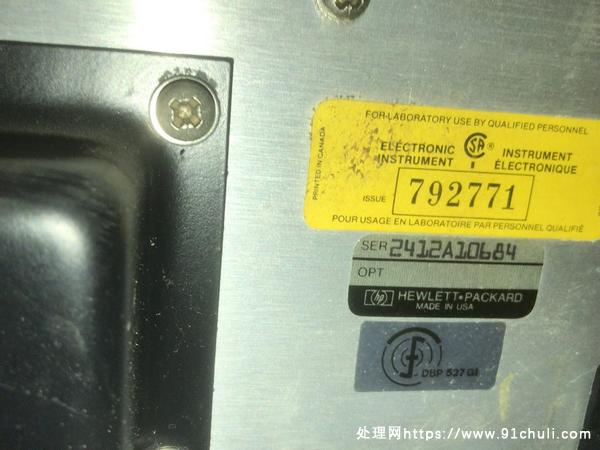 FOR LABORATORY USE BY QUALIFIED PERSONNEL
PRINTED IN CANADA
ELECTRONIC INSTRUMENT
SA®
INSTRUMENT ÉLECTRONIQUE
ISSUE 792771
POUR USAGE EN LABORATOIRE PAR PERSONNEL QUALIFIÉ
SER 2412A10684
OPT
hp HEWLETT•PACKARD
MADE IN USA
DBP 527 GI
处理网https://www.91chuli.com/